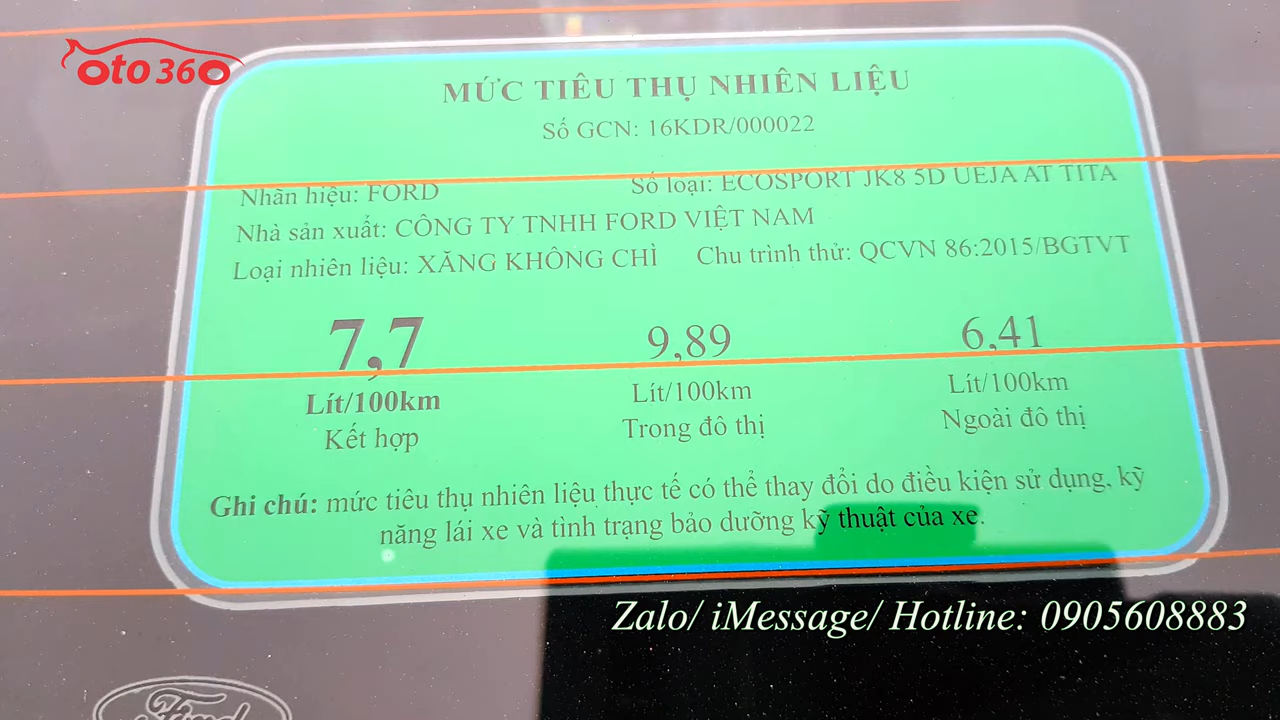 oto360
MỨC TIÊU THỤ NHIÊN LIỆU
Số GCN: 16KDR/000022
Nhãn hiệu: FORD Số loại: ECOSPORT JK8 5D UEJA AT TITA
Nhà sản xuất: CÔNG TY TNHH FORD VIỆT NAM
Loại nhiên liệu: XĂNG KHÔNG CHÌ Chu trình thử: QCVN 86:2015/BGTVT
7,7 9,89 6,41
Lít/100km Lít/100km Lít/100km
Kết hợp Trong đô thị Ngoài đô thị
Ghi chú: mức tiêu thụ nhiên liệu thực tế có thể thay đổi do điều kiện sử dụng, kỹ
năng lái xe và tình trạng bảo dưỡng kỹ thuật của xe.
Zalo/ iMessage/ Hotline: 0905608883
Ford